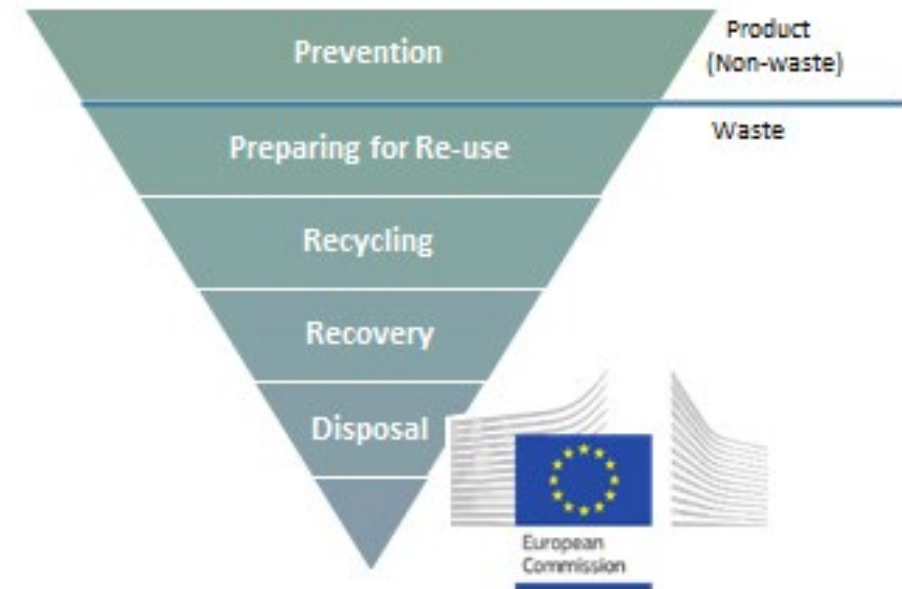 Prevention
Product
(Non-waste)
Preparing for Re-use
Waste
Recycling
Recovery
Disposal
European
Commission